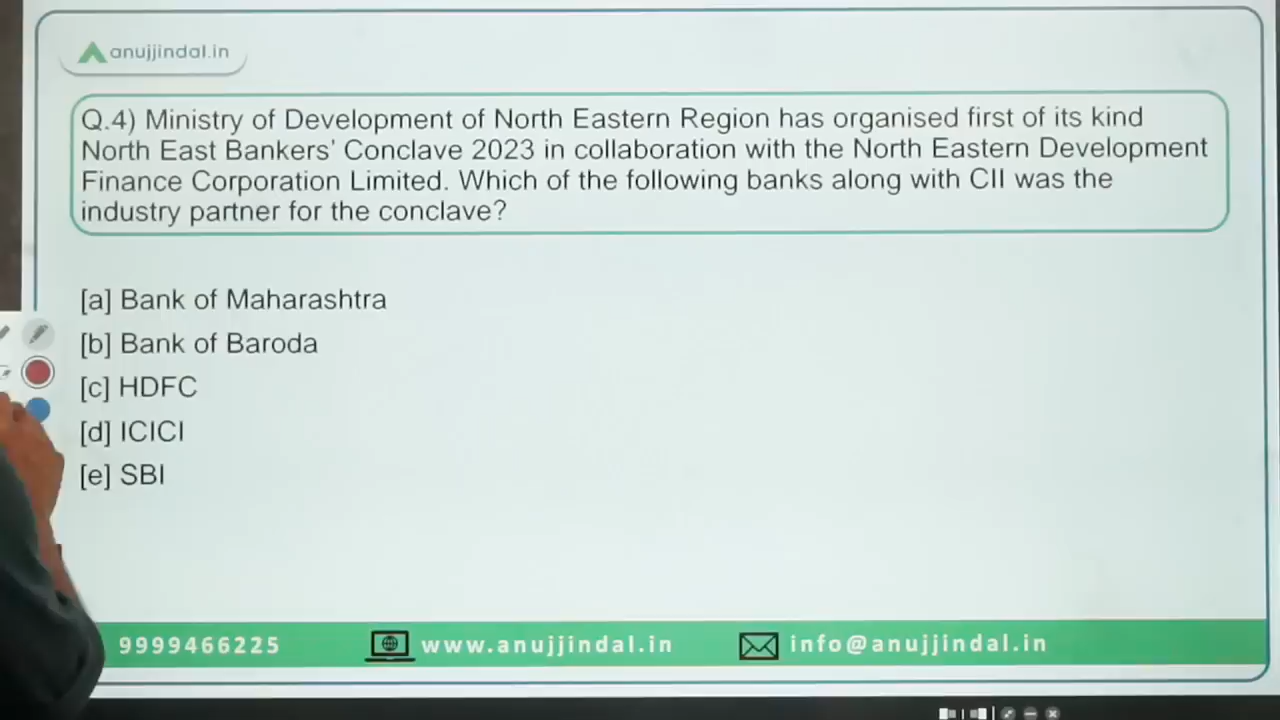 anujjindal.in
Q.4) Ministry of Development of North Eastern Region has organised first of its kind
North East Bankers' Conclave 2023 in collaboration with the North Eastern Development
Finance Corporation Limited. Which of the following banks along with CII was the
industry partner for the conclave?
[a] Bank of Maharashtra
[b] Bank of Baroda
[c] HDFC
[d] ICICI
[e] SBI
9999466225
www.anujjindal.in
info@anujjindal.in